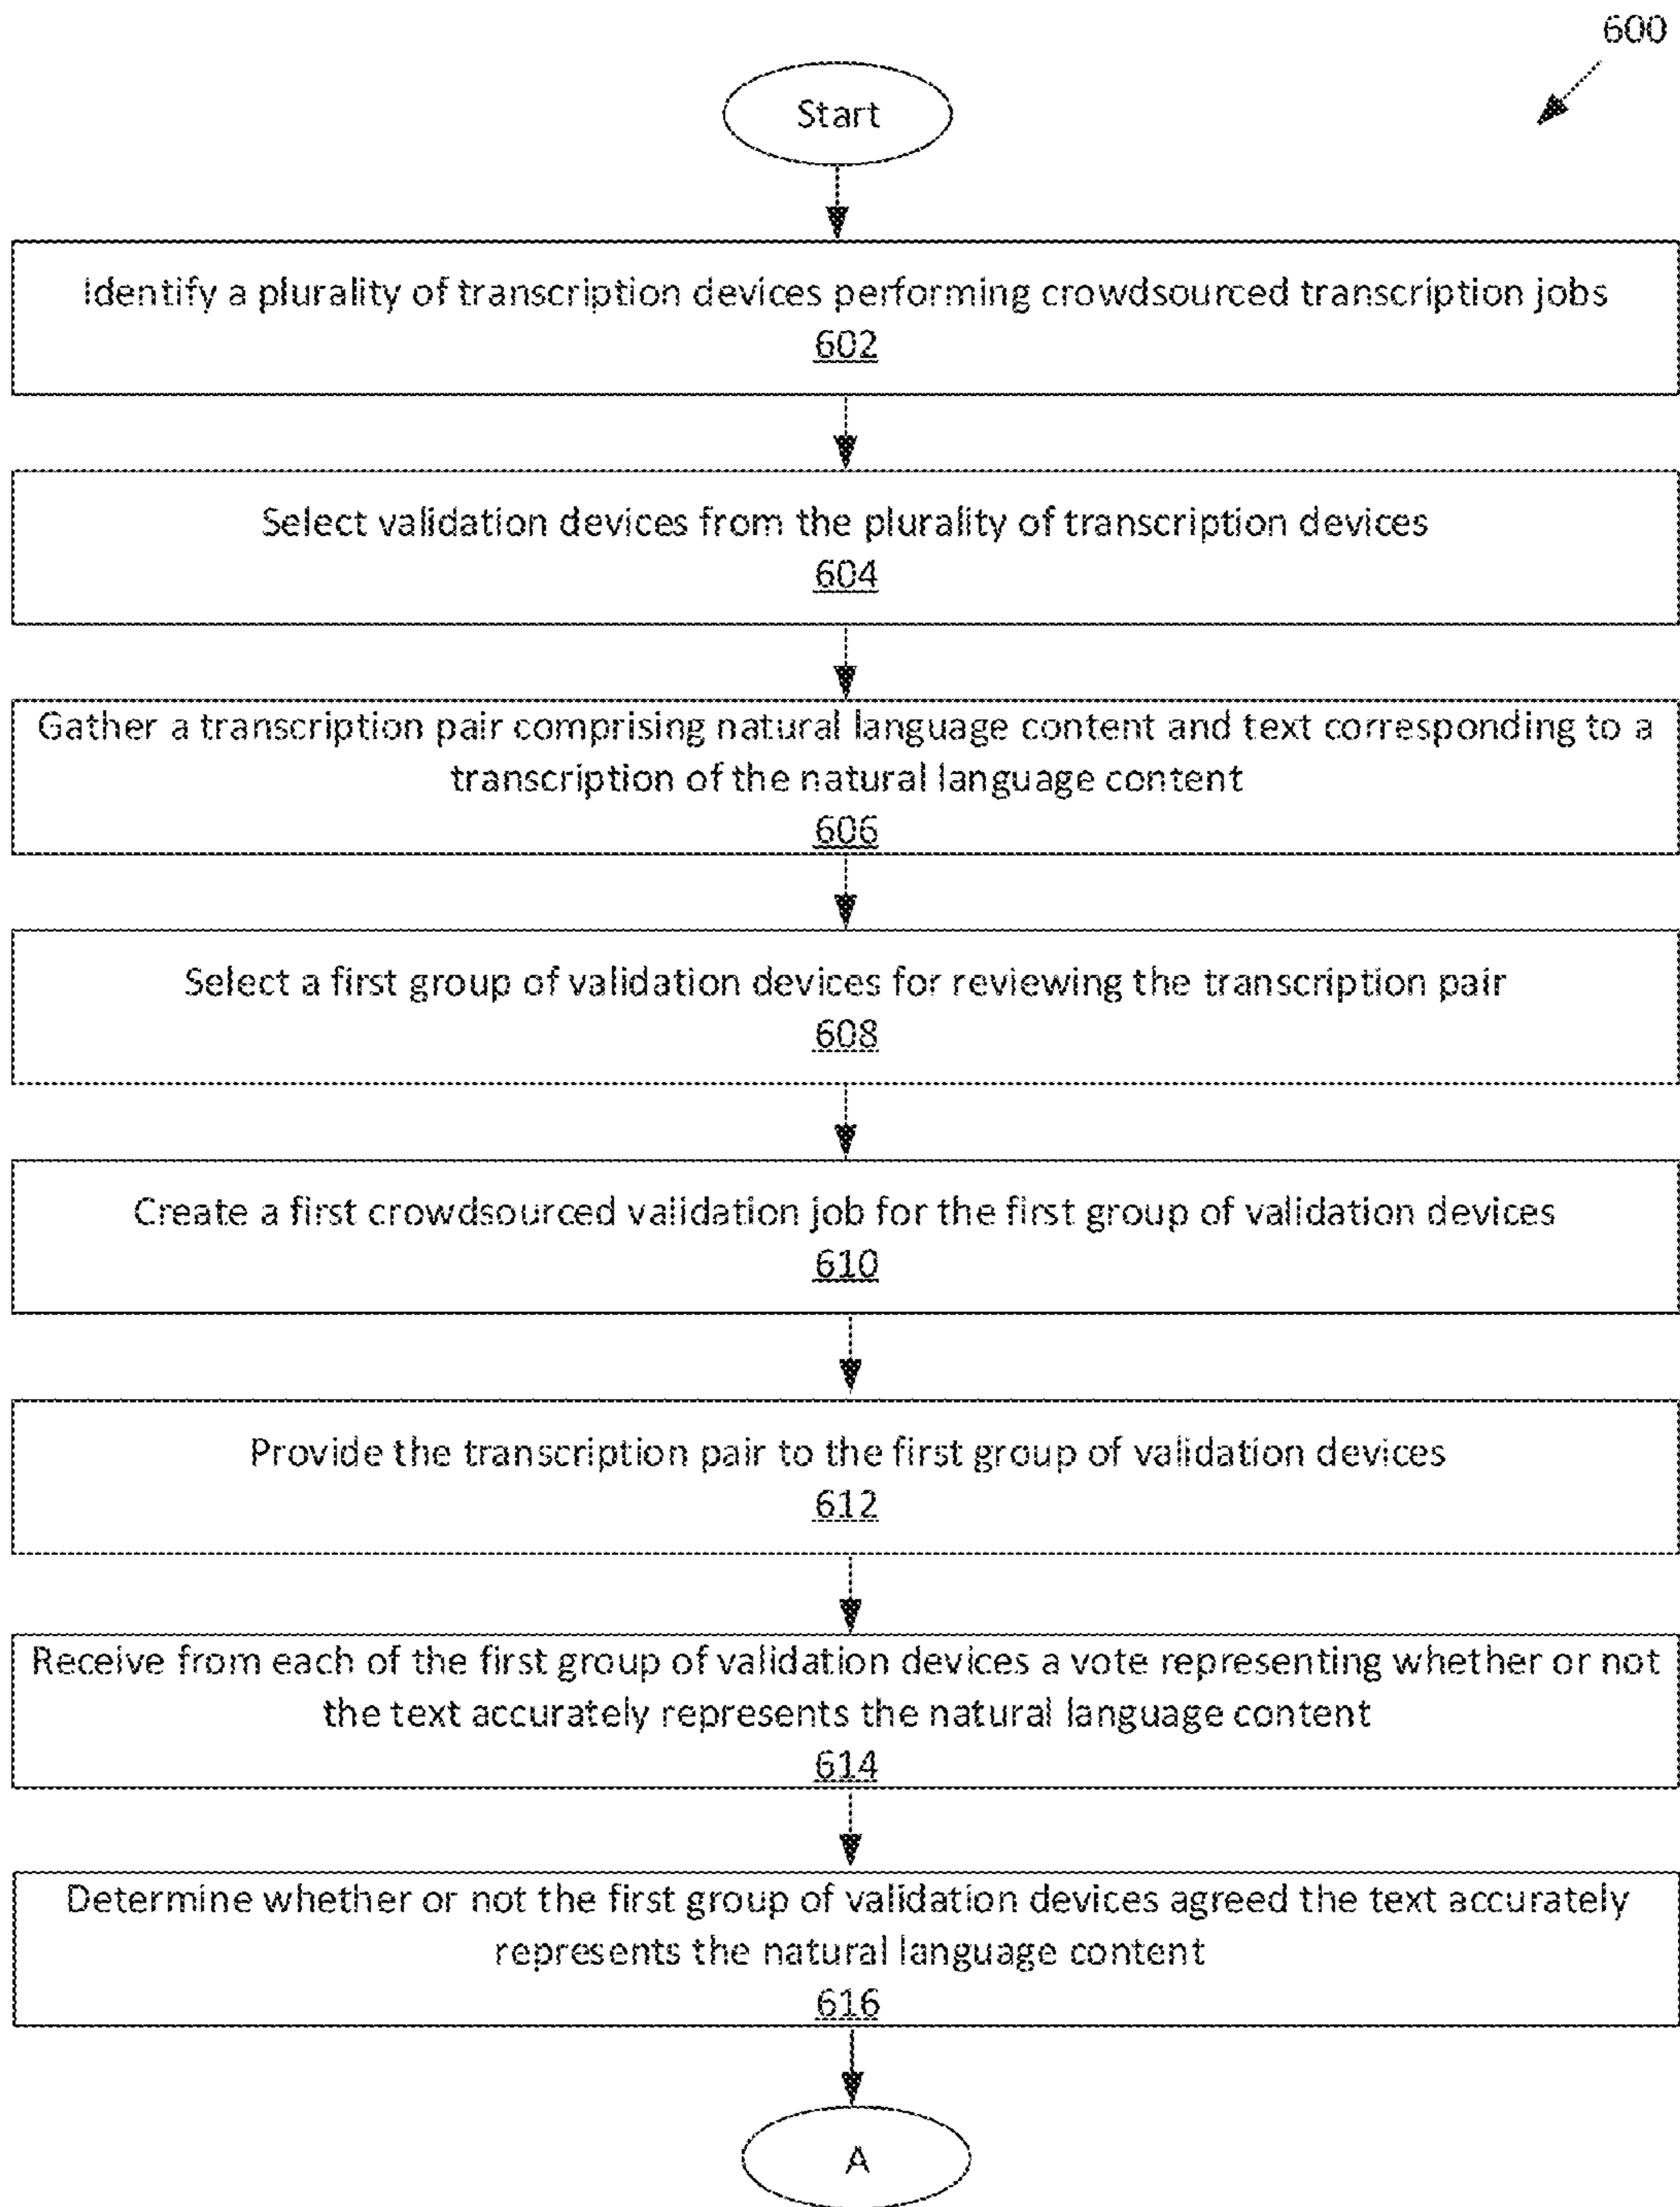 600
Start
Identify a plurality of transcription devices performing crowdsourced transcription jobs
602
Select validation devices from the plurality of transcription devices
604
Gather a transcription pair comprising natural language content and text corresponding to a
transcription of the natural language content
606
Select a first group of validation devices for reviewing the transcription pair
608
Create a first crowdsourced validation job for the first group of validation devices
610
Provide the transcription pair to the first group of validation devices
612
Receive from each of the first group of validation devices a vote representing whether or not
the text accurately represents the natural language content
614
Determine whether or not the first group of validation devices agreed the text accurately
represents the natural language content
616
A